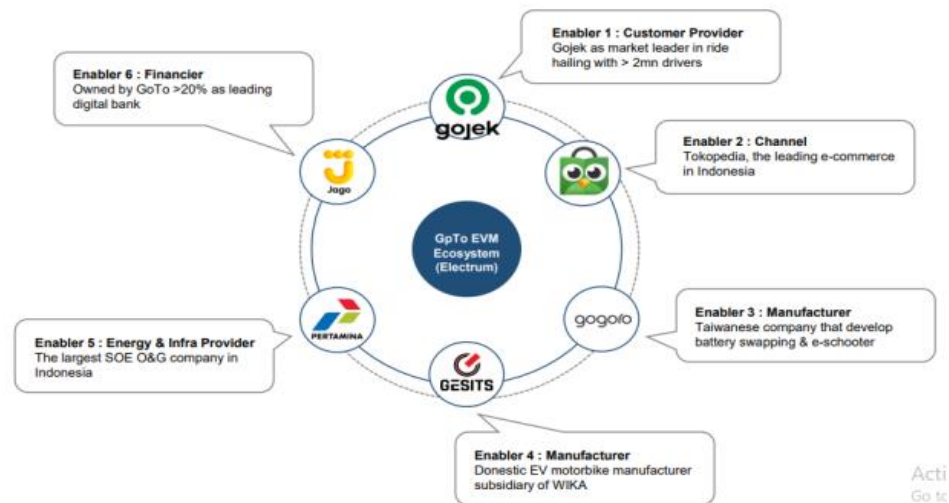 Enabler 1 : Customer Provider
Gojek as market leader in ride
hailing with > 2mn drivers
Enabler 6 : Financier
Owned by GoTo >20% as leading
digital bank
gojek
Enabler 2 : Channel
Tokopedia, the leading e-commerce
in Indonesia
Jago
GpTo EVM
Ecosystem
(Electrum)
Enabler 3 : Manufacturer
Taiwanese company that develop
battery swapping & e-schooter
gogoro
PERTAMINA
Enabler 5 : Energy & Infra Provider
The largest SOE O&G company in
Indonesia
GESITS
Enabler 4 : Manufacturer
Donestic EV motorbike manufacturer
subsidiary of WIKA
Acti
Go to